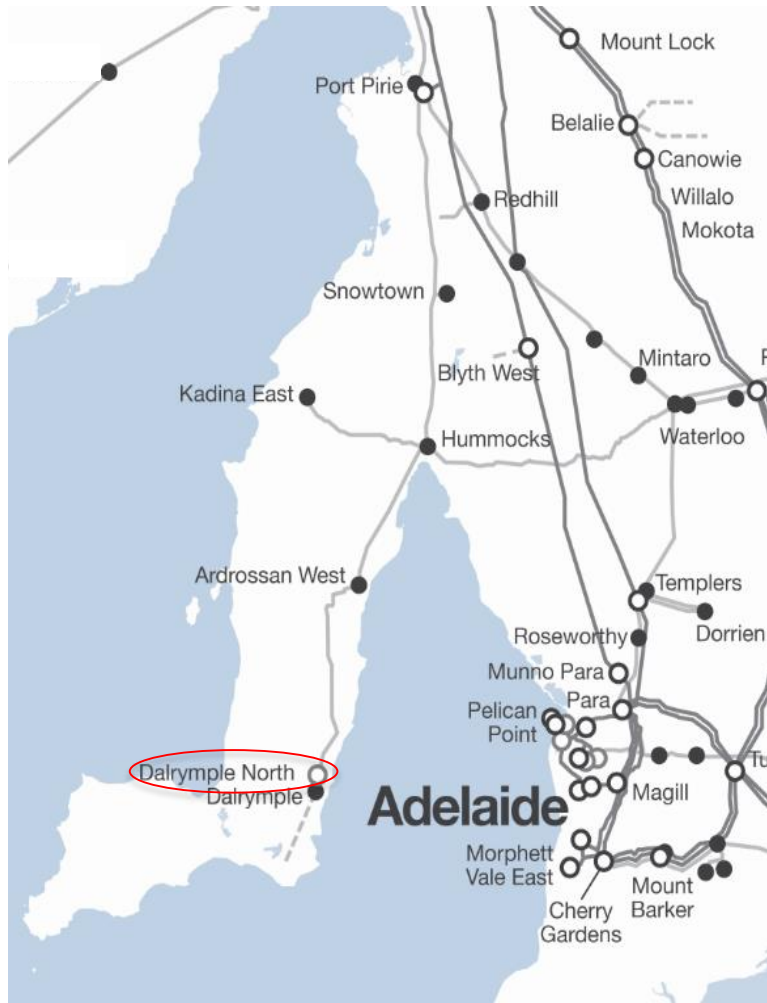 Mount Lock
Port Pirie
Belalie
Canowie
Redhill
Willalo
Mokota
Snowtown
Mintaro
Blyth West
Kadina East
Hummocks
Waterloo
Ardrossan West
Templers
Dorrien
Roseworthy
Munno Para
Para
Pelican
Point
Tu
Dalrymple North
Dalrymple
Adelaide
Magill
Morphett
Vale East
Mount
Barker
Cherry
Gardens